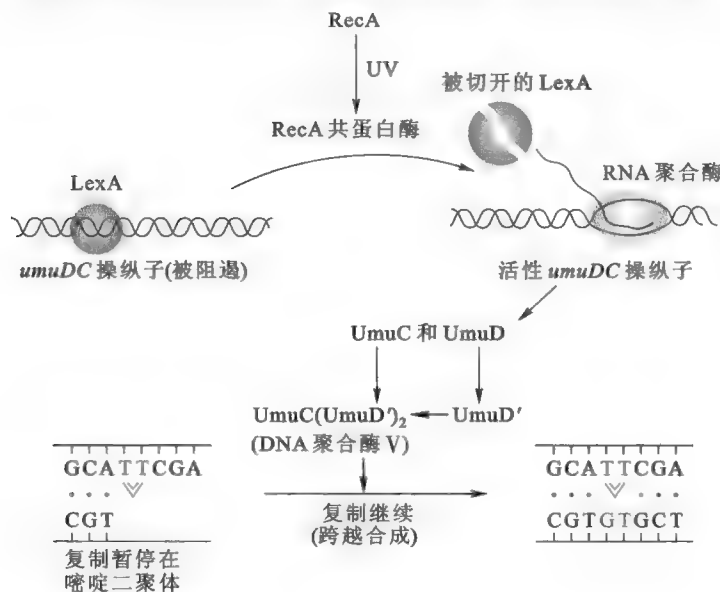 RecA
UV
被切开的 LexA
RecA 共蛋白酶
LexA
RNA 聚合酶
umuDC 操纵子(被阻遏)
活性 umuDC 操纵子
UmuC 和 UmuD
UmuC(UmuD′)₂
UmuD′
(DNA 聚合酶 V)
GCATTCGA
CGT
复制暂停在
嘧啶二聚体
复制继续
(跨越合成)
GCATTCGA
CGTGTGCT